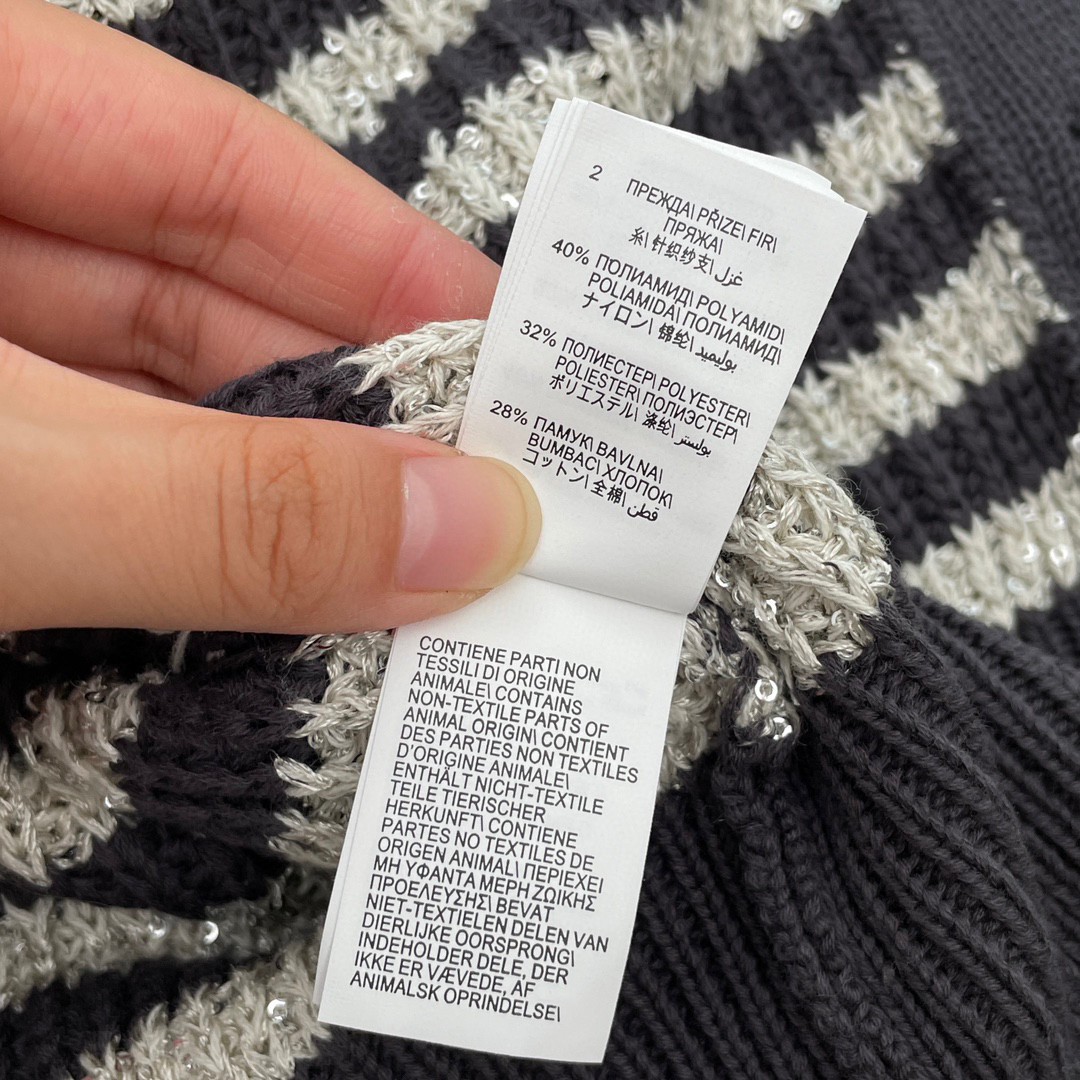 2 ПРЕЖДА\ PŘIZE\ FIR\
ПРЯЖА\
糸\ 针织纱支\ غزل
40% ПОЛИАМИД\ POLYAMID\
POLIAMIDA\ ПОЛИАМИД\
ナイロン\ 锦纶\ بوليميد
32% ПОЛИЕСТЕР\ POLYESTER\
POLIESTER\ ПОЛИЭСТЕР\
ポリエステル\ 涤纶\ بوليستر
28% ПАМУК\ BAVLNA\
BUMBAC\ ХЛОПОК\
コットン\ 全棉\ قطن
CONTIENE PARTI NON
TESSILI DI ORIGINE
ANIMALE\ CONTAINS
NON-TEXTILE PARTS OF
ANIMAL ORIGIN\ CONTIENT
DES PARTIES NON TEXTILES
D'ORIGINE ANIMALE\
ENTHÄLT NICHT-TEXTILE
TEILE TIERISCHER
HERKUNFT\ CONTIENE
PARTES NO TEXTILES DE
ORIGEN ANIMAL\ ΠΕΡΙΕΧΕΙ
ΜΗ ΥΦΑΝΤΑ ΜΕΡΗ ΖΩΙΚΗΣ
ΠΡΟΕΛΕΥΣΗΣ\ BEVAT
NIET-TEXTIELEN DELEN VAN
DIERLIJKE OORSPRONG\
INDEHOLDER DELE, DER
IKKE ER VÆVEDE, AF
ANIMALSK OPRINDELSE\